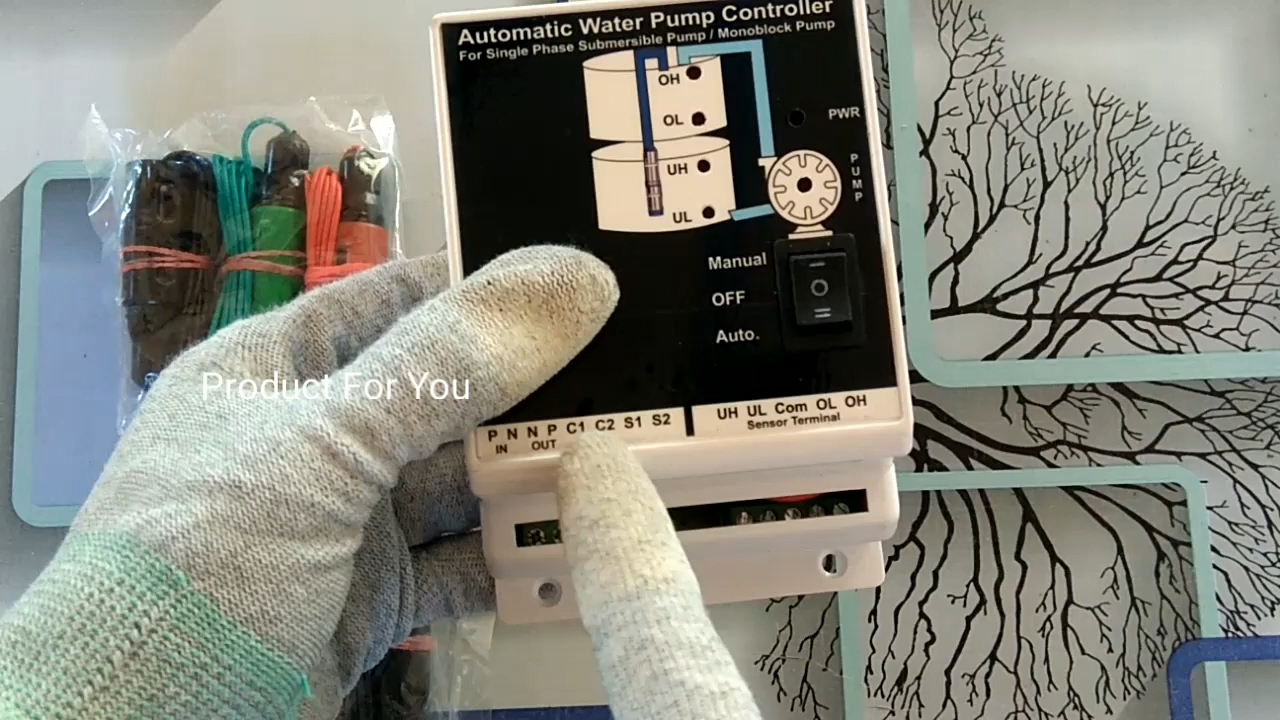 Automatic Water Pump Controller
For Single Phase Submersible Pump / Monoblock Pump
OH
OL
UH
UL
PWR
PUMP
Manual
OFF
Auto.
Product For You
P N N P C1 C2 S1 S2
IN OUT
UH UL Com OL OH
Sensor Terminal